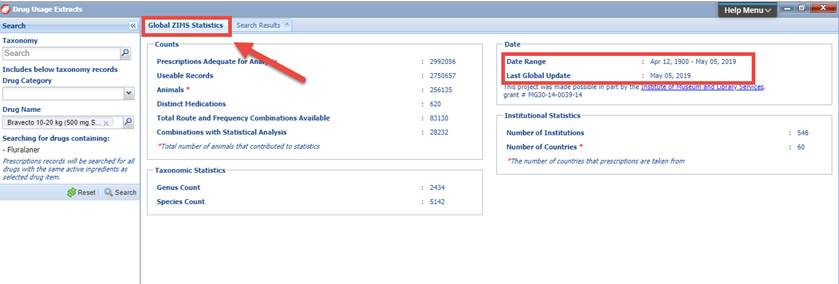 Drug Usage Extracts
Help Menu
Search
Taxonomy
Search
Includes below taxonomy records
Drug Category
Drug Name
Bravecto 10-20 kg (500 mg S...
Searching for drugs containing:
- Fluralaner
Prescriptions records will be searched for all
drugs with the same active ingredients as
selected drug item.
Reset
Search
Global ZIMS Statistics
Search Results
Counts
Prescriptions Adequate for Analysis : 2992056
Useable Records : 2750657
Animals * : 256135
Distinct Medications : 620
Total Route and Frequency Combinations Available : 83130
Combinations with Statistical Analysis : 28232
*Total number of animals that contributed to statistics
Taxonomic Statistics
Genus Count : 2434
Species Count : 5142
Date
Date Range : Apr 12, 1900 - May 05, 2019
Last Global Update : May 05, 2019
This project was made possible in part by the Institute of Museum and Library Services,
grant # MG30-14-0039-14
Institutional Statistics
Number of Institutions : 548
Number of Countries * : 60
*The number of countries that prescriptions are taken from